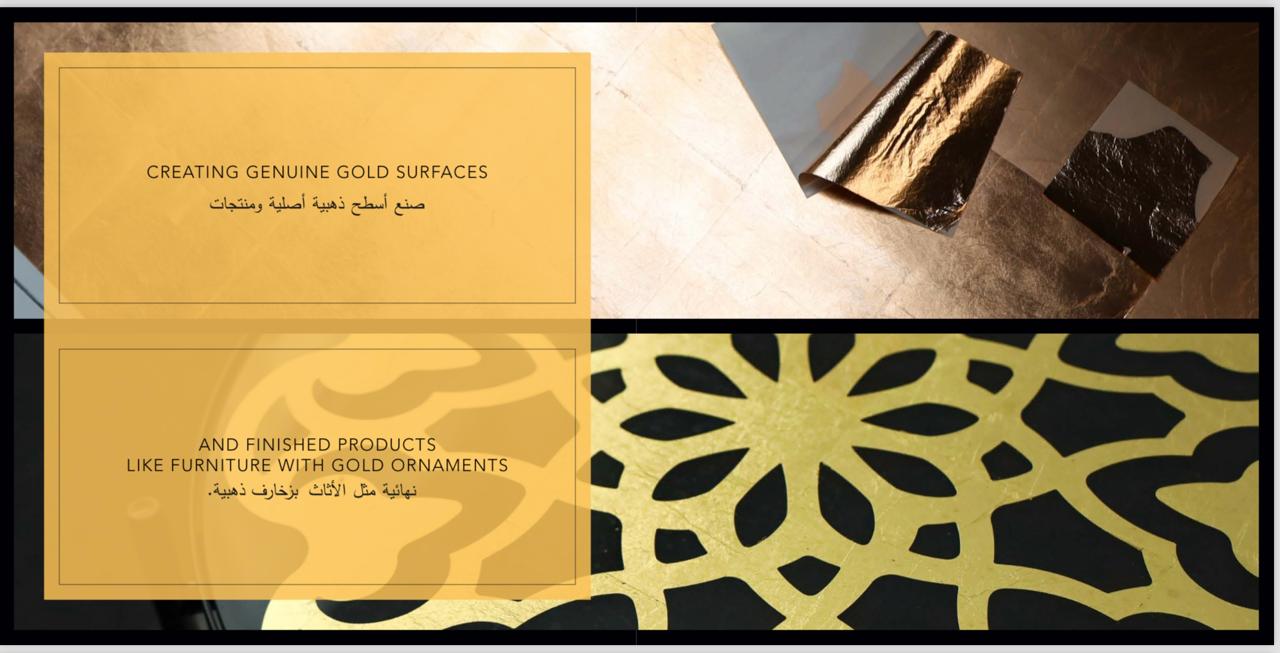 CREATING GENUINE GOLD SURFACES
صنع أسطح ذهبية أصلية ومنتجات
AND FINISHED PRODUCTS
LIKE FURNITURE WITH GOLD ORNAMENTS
نهائية مثل الأثاث بزخارف ذهبية.